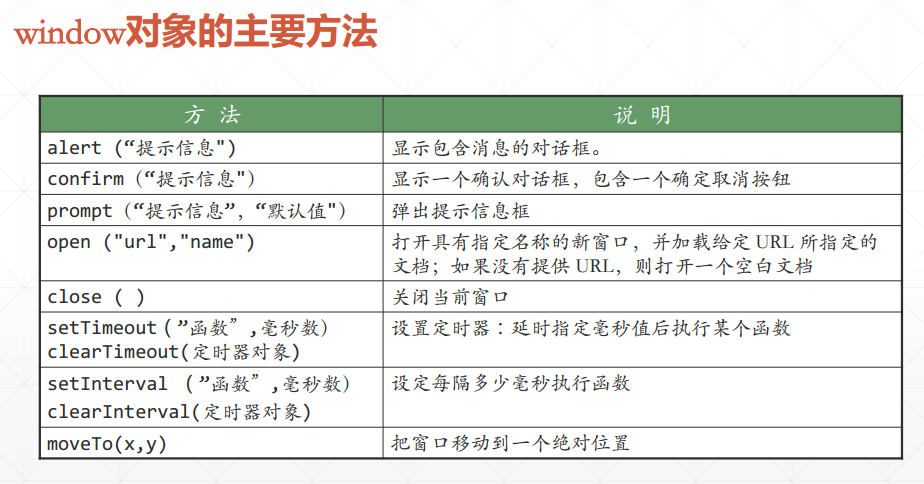 window对象的主要方法
方 法
说 明
alert (“提示信息")
显示包含消息的对话框。
confirm (“提示信息")
显示一个确认对话框，包含一个确定取消按钮
prompt (“提示信息”, “默认值")
弹出提示信息框
open ("url","name")
打开具有指定名称的新窗口，并加载给定 URL 所指定的
文档；如果没有提供 URL，则打开一个空白文档
close ( )
关闭当前窗口
setTimeout (”函数” ,毫秒数)
clearTimeout(定时器对象)
设置定时器：延时指定毫秒值后执行某个函数
setInterval (”函数” ,毫秒数)
clearInterval(定时器对象)
设定每隔多少毫秒执行函数
moveTo(x,y)
把窗口移动到一个绝对位置